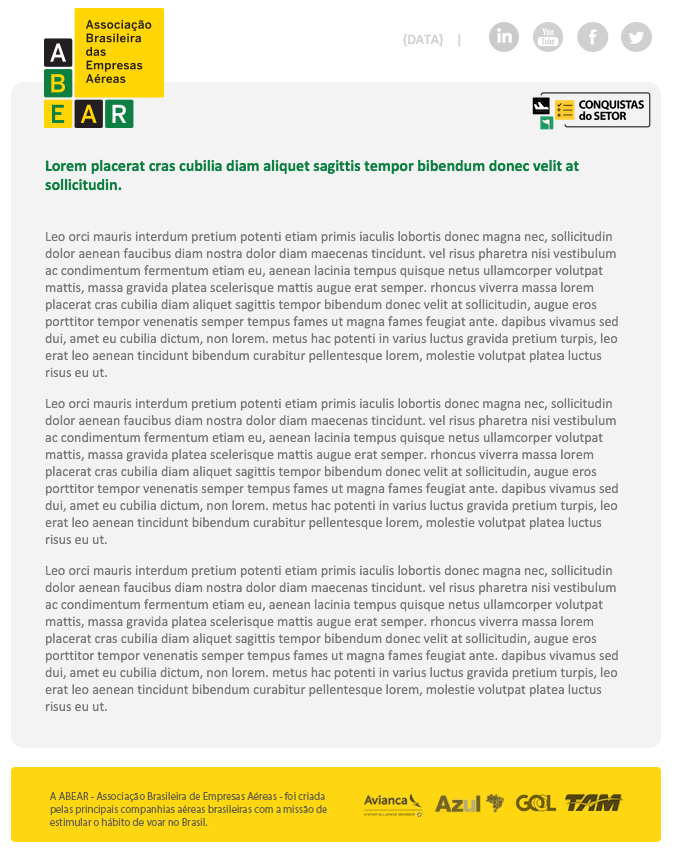 Associação
Brasileira
das
Empresas
Aéreas
A
B
E A R
{DATA} |
in
You
Tube
f
CONQUISTAS
do SETOR
Lorem placerat cras cubilia diam aliquet sagittis tempor bibendum donec velit at
sollicitudin.
Leo orci mauris interdum pretium potenti etiam primis iaculis lobortis donec magna nec, sollicitudin
dolor aenean faucibus diam nostra dolor diam maecenas tincidunt. vel risus pharetra nisi vestibulum
ac condimentum fermentum etiam eu, aenean lacinia tempus quisque netus ullamcorper volutpat
mattis, massa gravida platea scelerisque mattis augue erat semper. rhoncus viverra massa lorem
placerat cras cubilia diam aliquet sagittis tempor bibendum donec velit at sollicitudin, augue eros
porttitor tempor venenatis semper tempus fames ut magna fames feugiat ante. dapibus vivamus sed
dui, amet eu cubilia dictum, non lorem. metus hac potenti in varius luctus gravida pretium turpis, leo
erat leo aenean tincidunt bibendum curabitur pellentesque lorem, molestie volutpat platea luctus
risus eu ut.
Leo orci mauris interdum pretium potenti etiam primis iaculis lobortis donec magna nec, sollicitudin
dolor aenean faucibus diam nostra dolor diam maecenas tincidunt. vel risus pharetra nisi vestibulum
ac condimentum fermentum etiam eu, aenean lacinia tempus quisque netus ullamcorper volutpat
mattis, massa gravida platea scelerisque mattis augue erat semper. rhoncus viverra massa lorem
placerat cras cubilia diam aliquet sagittis tempor bibendum donec velit at sollicitudin, augue eros
porttitor tempor venenatis semper tempus fames ut magna fames feugiat ante. dapibus vivamus sed
dui, amet eu cubilia dictum, non lorem. metus hac potenti in varius luctus gravida pretium turpis, leo
erat leo aenean tincidunt bibendum curabitur pellentesque lorem, molestie volutpat platea luctus
risus eu ut.
Leo orci mauris interdum pretium potenti etiam primis iaculis lobortis donec magna nec, sollicitudin
dolor aenean faucibus diam nostra dolor diam maecenas tincidunt. vel risus pharetra nisi vestibulum
ac condimentum fermentum etiam eu, aenean lacinia tempus quisque netus ullamcorper volutpat
mattis, massa gravida platea scelerisque mattis augue erat semper. rhoncus viverra massa lorem
placerat cras cubilia diam aliquet sagittis tempor bibendum donec velit at sollicitudin, augue eros
porttitor tempor venenatis semper tempus fames ut magna fames feugiat ante. dapibus vivamus sed
dui, amet eu cubilia dictum, non lorem. metus hac potenti in varius luctus gravida pretium turpis, leo
erat leo aenean tincidunt bibendum curabitur pellentesque lorem, molestie volutpat platea luctus
risus eu ut.
A ABEAR - Associação Brasileira de Empresas Aéreas - foi criada
pelas principais companhias aéreas brasileiras com a missão de
estimular o hábito de voar no Brasil.
Avianca
A STAR ALLIANCE MEMBER
Azul
GOL
TAM